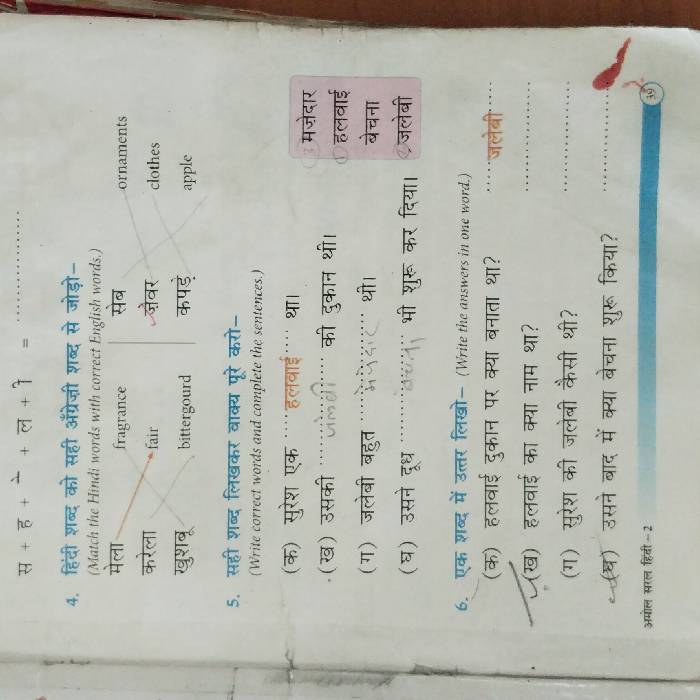 स + ह + े + ल + ी = ....................
4. हिंदी शब्द को सही अँग्रेज़ी शब्द से जोड़ो–
(Match the Hindi words with correct English words.)
मेला fragrance सेब ornaments
करेला fair ज़ेवर clothes
खुशबू bittergourd कपड़े apple
5. सही शब्द लिखकर वाक्य पूरे करो–
(Write correct words and complete the sentences.)
(क) सुरेश एक .... हलवाई .... था। मज़ेदार
(ख) उसकी .... जलेबी .... की दुकान थी। हलवाई
(ग) जलेबी बहुत .... .... थी। बेचना
(घ) उसने दूध .... बेचना .... भी शुरू कर दिया। जलेबी
6. एक शब्द में उत्तर लिखो– (Write the answers in one word.)
(क) हलवाई दुकान पर क्या बनाता था? ....जलेबी....
(ख) हलवाई का क्या नाम था? ................
(ग) सुरेश की जलेबी कैसी थी? ................
(घ) उसने बाद में क्या बेचना शुरू किया? ................
अमोल सरल हिंदी – 2 39